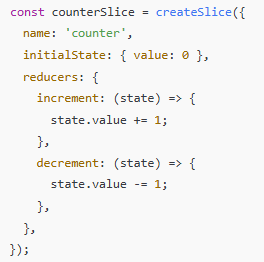 const counterSlice = createSlice({
  name: 'counter',
  initialState: { value: 0 },
  reducers: {
    increment: (state) => {
      state.value += 1;
    },
    decrement: (state) => {
      state.value -= 1;
    },
  },
});